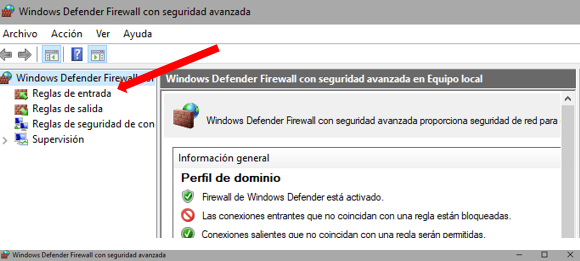 Windows Defender Firewall con seguridad avanzada
Archivo Acción Ver Ayuda
Windows Defender Firewall
Reglas de entrada
Reglas de salida
Reglas de seguridad de con
Supervisión
Windows Defender Firewall con seguridad avanzada en Equipo local
Windows Defender Firewall con seguridad avanzada proporciona seguridad de red para
Información general
Perfil de dominio
Firewall de Windows Defender está activado.
Las conexiones entrantes que no coincidan con una regla están bloqueadas.
Conexiones salientes que no coincidan con una regla serán permitidas.
Windows Defender Firewall con seguridad avanzada